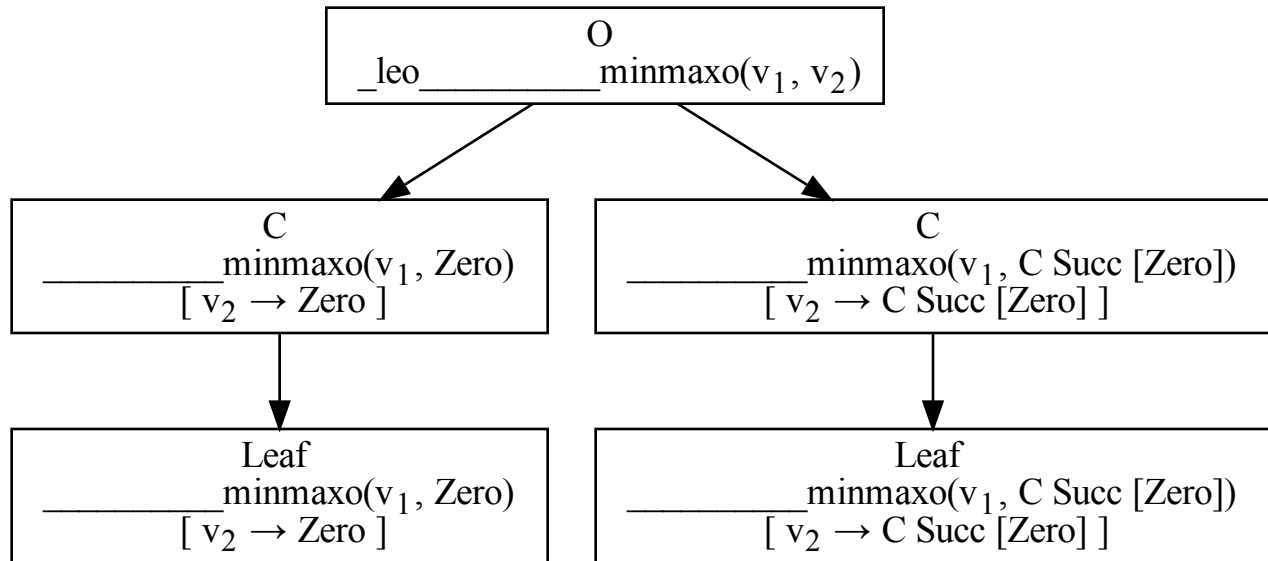 O
_leo__________minmaxo(v₁, v₂)
C
__________minmaxo(v₁, Zero)
[ v₂ → Zero ]
C
__________minmaxo(v₁, C Succ [Zero])
[ v₂ → C Succ [Zero] ]
Leaf
__________minmaxo(v₁, Zero)
[ v₂ → Zero ]
Leaf
__________minmaxo(v₁, C Succ [Zero])
[ v₂ → C Succ [Zero] ]